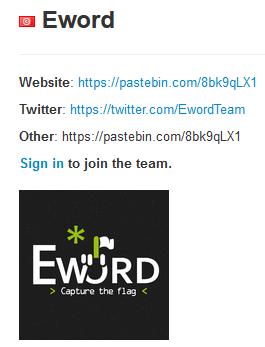 Eword
Website: https://pastebin.com/8bk9qLX1
Twitter: https://twitter.com/EwordTeam
Other: https://pastebin.com/8bk9qLX1
Sign in to join the team.
EWORD
> Capture the flag <